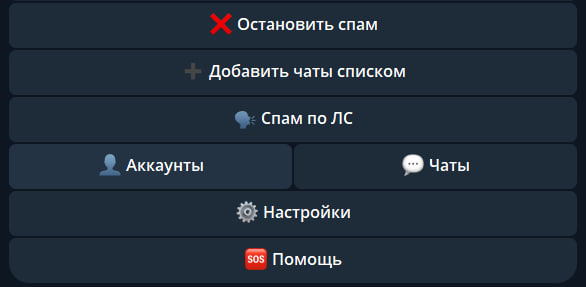 ❌ Остановить спам
➕ Добавить чаты списком
🗣 Спам по ЛС
👤 Аккаунты
💬 Чаты
⚙️ Настройки
🆘 Помощь